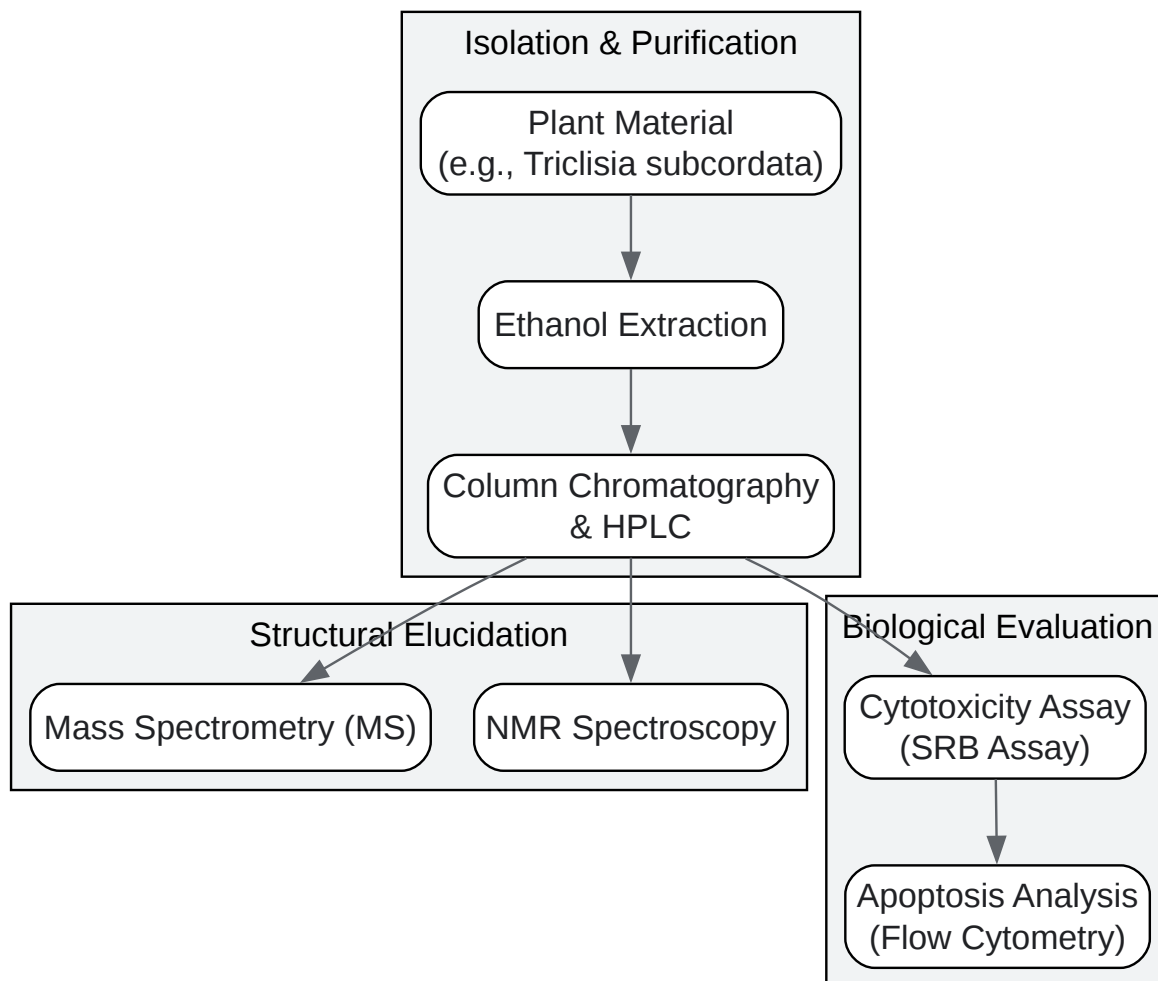 Isolation & Purification
Plant Material
(e.g., Triclisia subcordata)
Ethanol Extraction
Column Chromatography
& HPLC
Structural Elucidation
Mass Spectrometry (MS)
NMR Spectroscopy
Biological Evaluation
Cytotoxicity Assay
(SRB Assay)
Apoptosis Analysis
(Flow Cytometry)